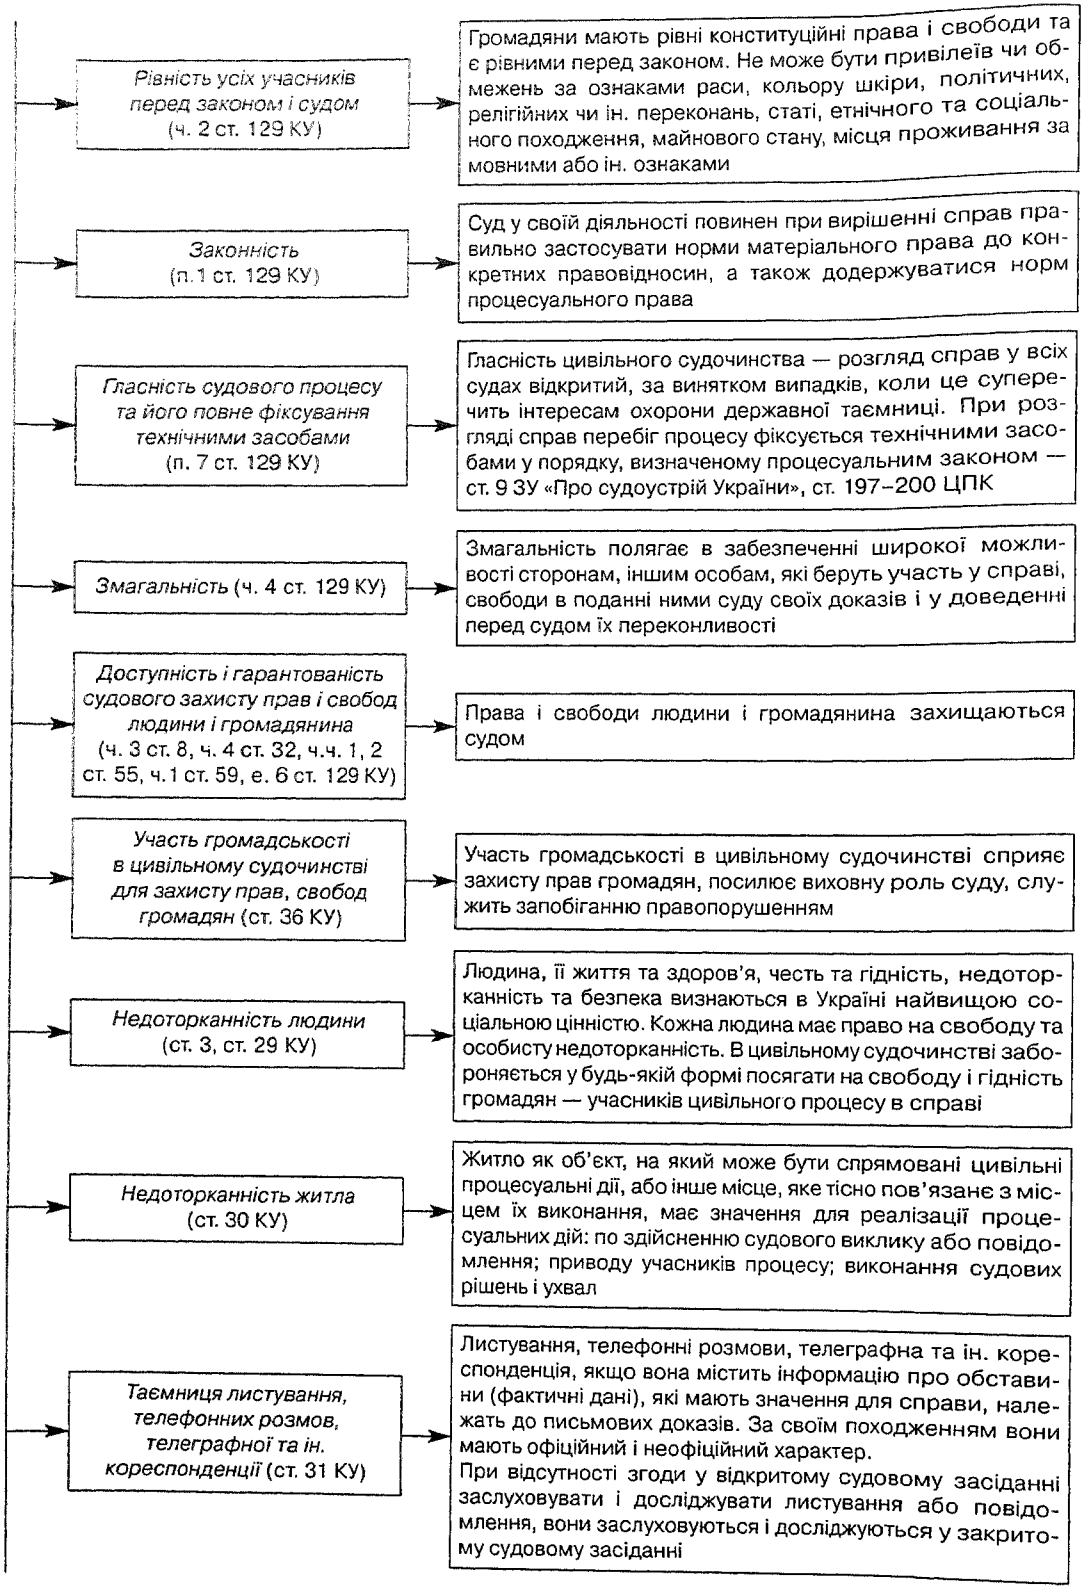 Рівність усіх учасників
перед законом і судом
(ч. 2 ст. 129 КУ)
Громадяни мають рівні конституційні права і свободи та
є рівними перед законом. Не може бути привілеїв чи об-
межень за ознаками раси, кольору шкіри, політичних,
релігійних чи ін. переконань, статі, етнічного та соціаль-
ного походження, майнового стану, місця проживання за
мовними або ін. ознаками
Законність
(п.1 ст. 129 КУ)
Суд у своїй діяльності повинен при вирішенні справ пра-
вильно застосувати норми матеріального права до кон-
кретних правовідносин, а також додержуватися норм
процесуального права
Гласність судового процесу
та його повне фіксування
технічними засобами
(п. 7 ст. 129 КУ)
Гласність цивільного судочинства — розгляд справ у всіх
судах відкритий, за винятком випадків, коли це супере-
чить інтересам охорони державної таємниці. При роз-
гляді справ перебіг процесу фіксується технічними засо-
бами у порядку, визначеному процесуальним законом —
ст. 9 ЗУ «Про судоустрій України», ст. 197–200 ЦПК
Змагальність (ч. 4 ст. 129 КУ)
Змагальність полягає в забезпеченні широкої можли-
вості сторонам, іншим особам, які беруть участь у справі,
свободи в поданні ними суду своїх доказів і у доведенні
перед судом їх переконливості
Доступність і гарантованість
судового захисту прав і свобод
людини і громадянина
(ч. 3 ст. 8, ч. 4 ст. 32, ч.ч. 1, 2
ст. 55, ч.1 ст. 59, е. 6 ст. 129 КУ)
Права і свободи людини і громадянина захищаються
судом
Участь громадськості
в цивільному судочинстві
для захисту прав, свобод
громадян (ст. 36 КУ)
Участь громадськості в цивільному судочинстві сприяє
захисту прав громадян, посилює виховну роль суду, слу-
жить запобіганню правопорушенням
Недоторканність людини
(ст. 3, ст. 29 КУ)
Людина, її життя та здоров’я, честь та гідність, недотор-
канність та безпека визнаються в Україні найвищою со-
ціальною цінністю. Кожна людина має право на свободу та
особисту недоторканність. В цивільному судочинстві забо-
роняється у будь-якій формі посягати на свободу і гідність
громадян — учасників цивільного процесу в справі
Недоторканність житла
(ст. 30 КУ)
Житло як об’єкт, на який може бути спрямовані цивільні
процесуальні дії, або інше місце, яке тісно пов’язане з міс-
цем їх виконання, має значення для реалізації проце-
суальних дій: по здійсненню судового виклику або повідо-
млення; приводу учасників процесу; виконання судових
рішень і ухвал
Таємниця листування,
телефонних розмов,
телеграфної та ін.
кореспонденції (ст. 31 КУ)
Листування, телефонні розмови, телеграфна та ін. коре-
спонденція, якщо вона містить інформацію про обстави-
ни (фактичні дані), які мають значення для справи, нале-
жать до письмових доказів. За своїм походженням вони
мають офіційний і неофіційний характер.
При відсутності згоди у відкритому судовому засіданні
заслуховувати і досліджувати листування або повідо-
млення, вони заслуховуються і досліджуються у закрито-
му судовому засіданні